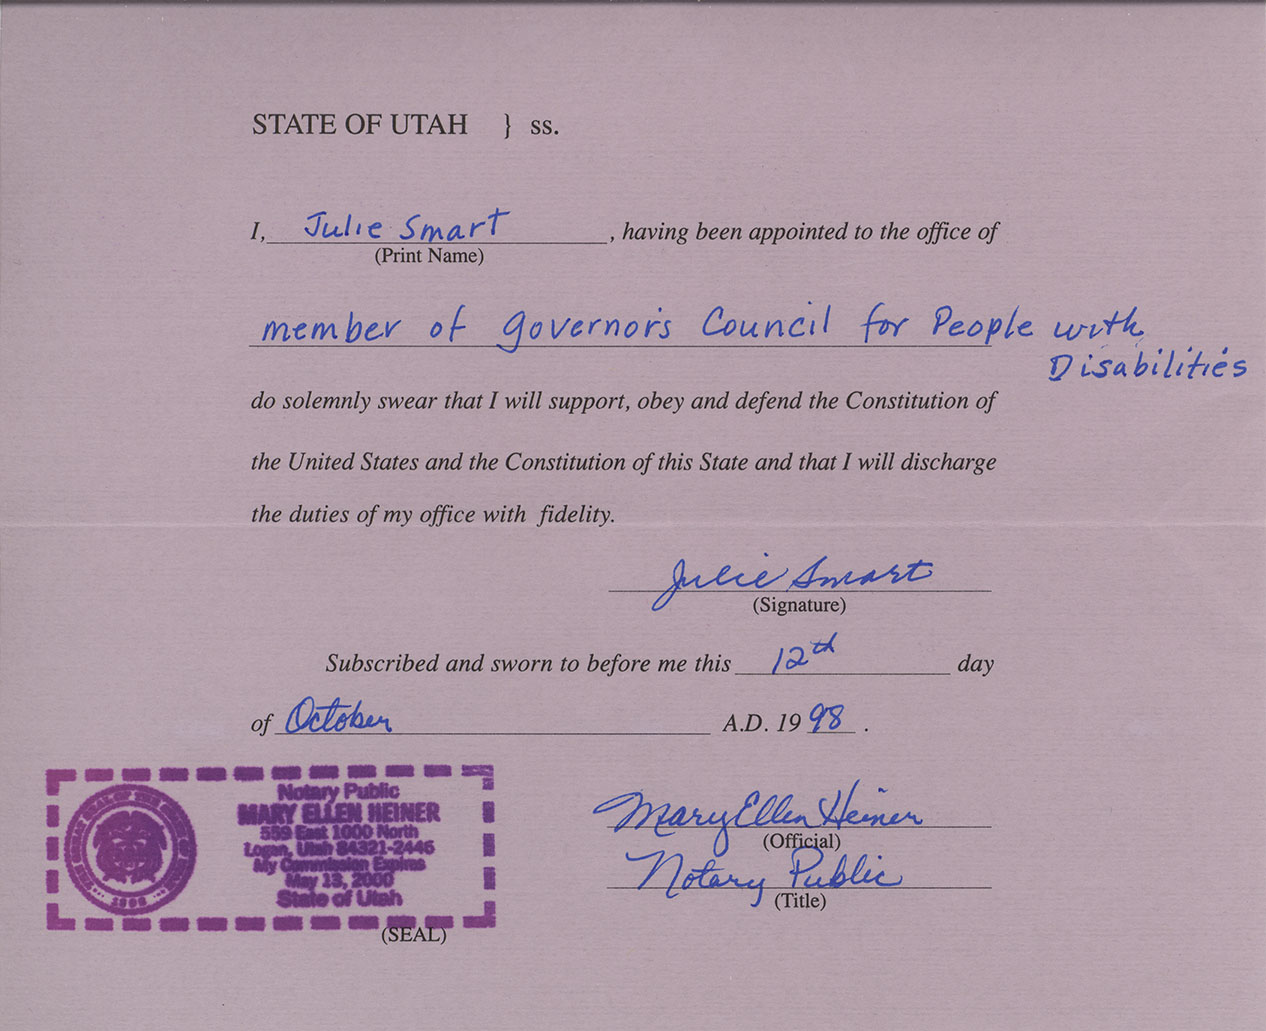 STATE OF UTAH } ss.
I, Julie Smart, having been appointed to the office of
(Print Name)
member of governor's Council for People with
Disabilities
do solemnly swear that I will support, obey and defend the Constitution of
the United States and the Constitution of this State and that I will discharge
the duties of my office with fidelity.
Julie Smart
(Signature)
Subscribed and sworn to before me this 12th day
of October A.D. 1998.
Notary Public
MARY ELLEN HEINER
559 East 1000 North
Logan, Utah 84321-2446
My Commission Expires
May 13, 2000
State of Utah
(SEAL)
Mary Ellen Heiner
(Official)
Notary Public
(Title)